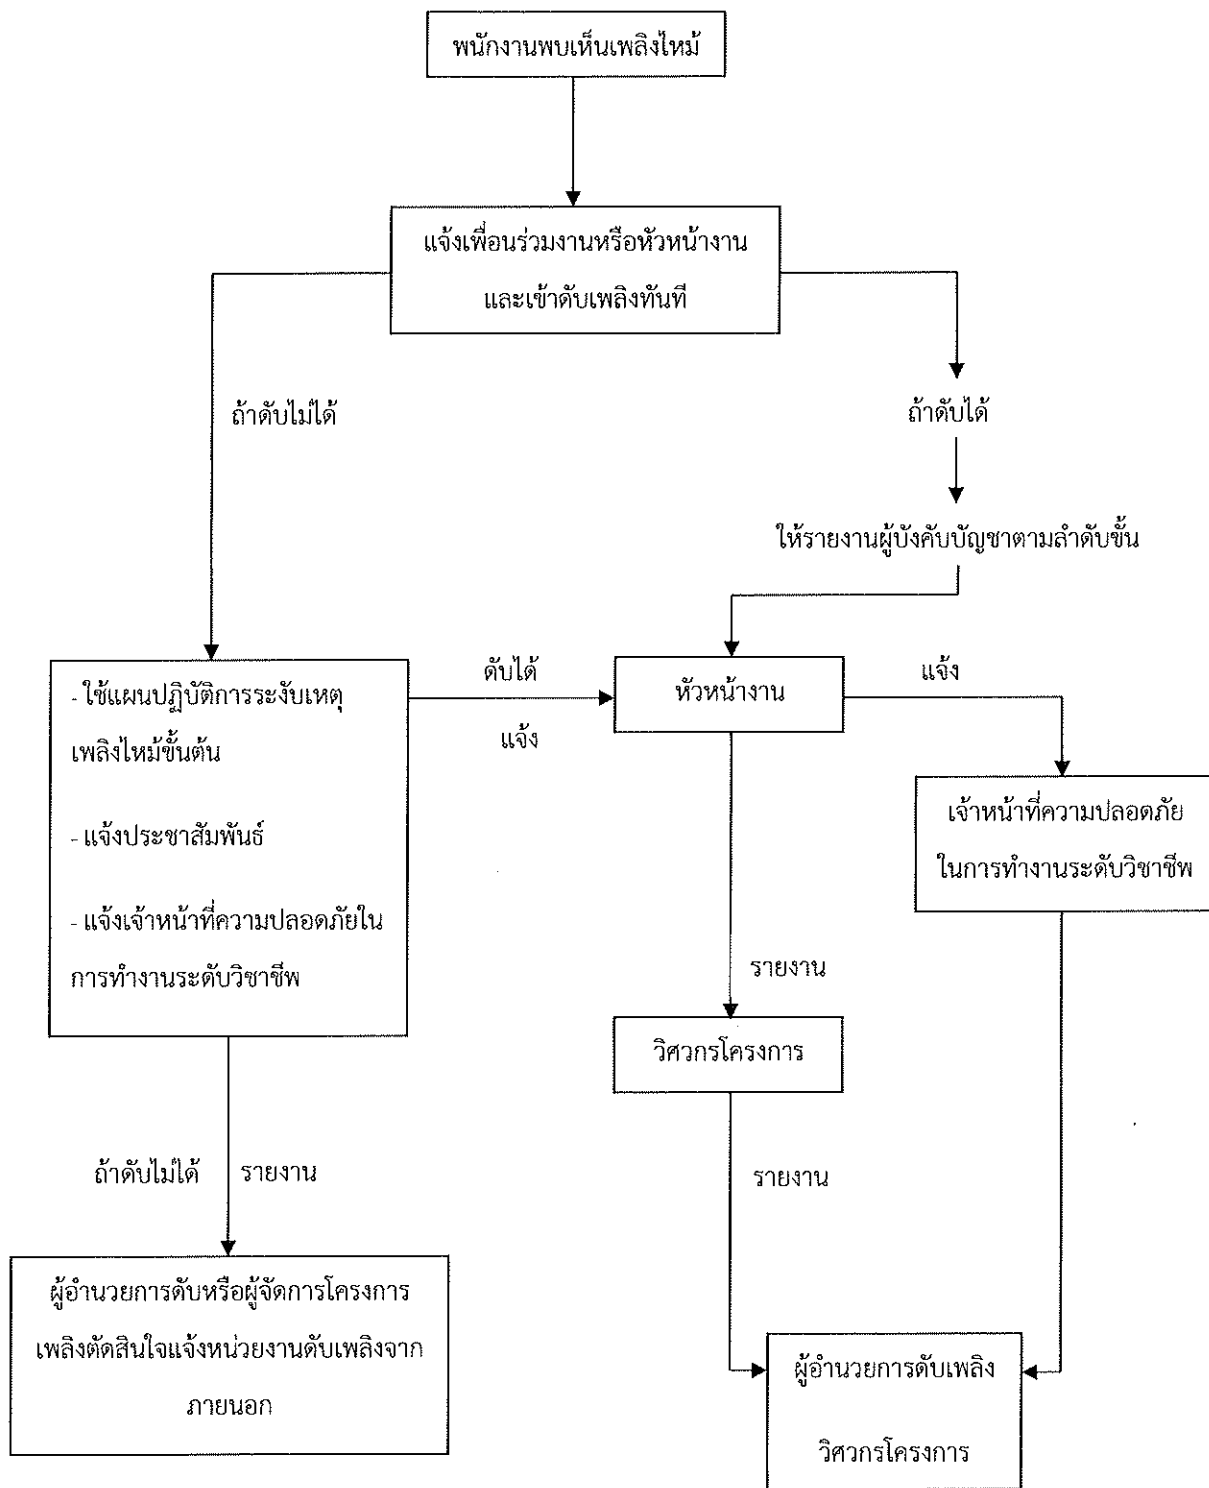 พนักงานพบเห็นเพลิงไหม้
แจ้งเพื่อนร่วมงานหรือหัวหน้างาน
และเข้าดับเพลิงทันที
ถ้าดับไม่ได้
ถ้าดับได้
ให้รายงานผู้บังคับบัญชาตามลำดับขั้น
- ใช้แผนปฏิบัติการระงับเหตุ
เพลิงไหม้ขั้นต้น
- แจ้งประชาสัมพันธ์
- แจ้งเจ้าหน้าที่ความปลอดภัยใน
การทำงานระดับวิชาชีพ
ดับได้
แจ้ง
หัวหน้างาน
แจ้ง
เจ้าหน้าที่ความปลอดภัย
ในการทำงานระดับวิชาชีพ
รายงาน
วิศวกรโครงการ
ถ้าดับไม่ได้
รายงาน
รายงาน
ผู้อำนวยการดับหรือผู้จัดการโครงการ
เพลิงตัดสินใจแจ้งหน่วยงานดับเพลิงจาก
ภายนอก
ผู้อำนวยการดับเพลิง
วิศวกรโครงการ